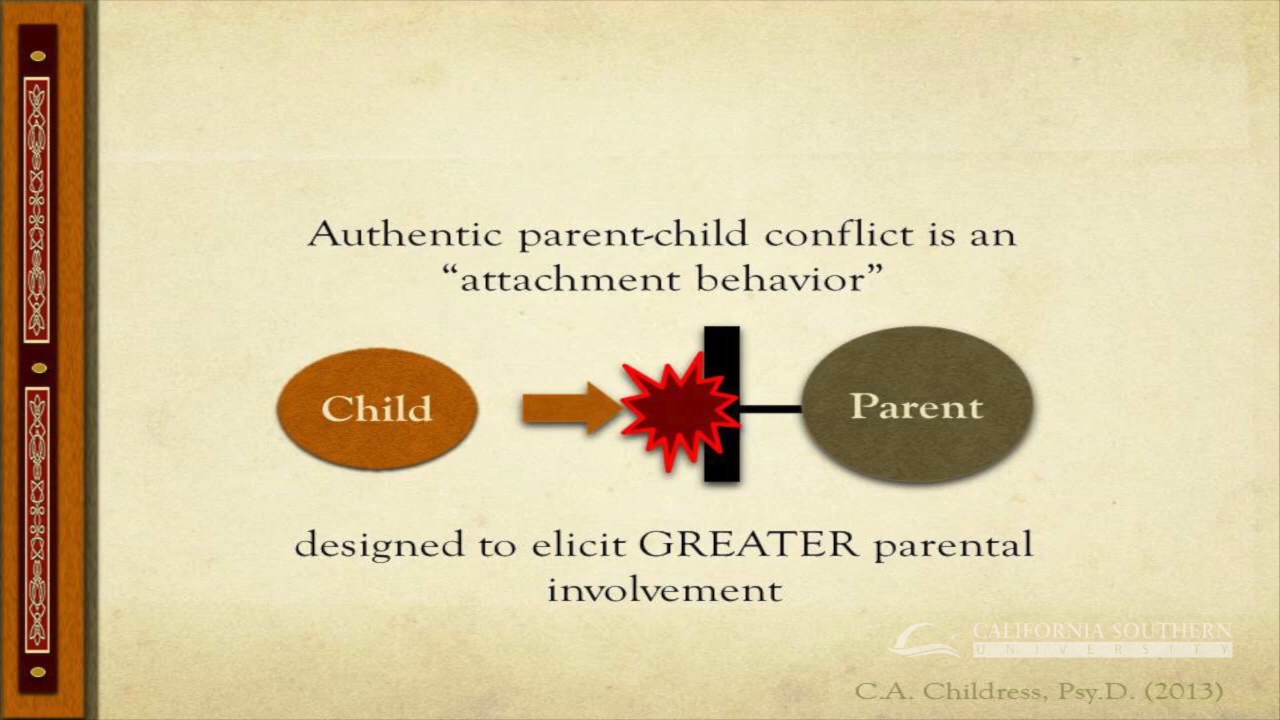 Authentic parent-child conflict is an
“attachment behavior”
Child
Parent
designed to elicit GREATER parental
involvement
CALIFORNIA SOUTHERN
UNIVERSITY
C.A. Childress, Psy.D. (2013)